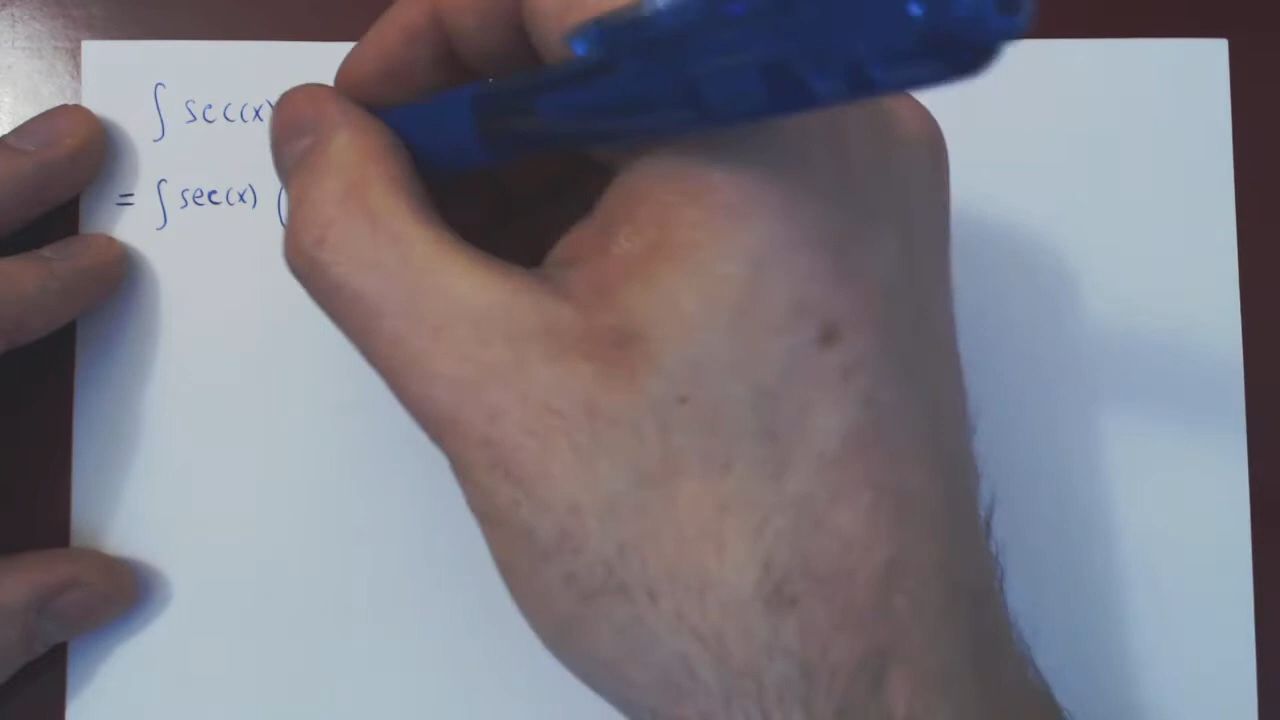 ∫ sec(x)
= ∫ sec(x) (